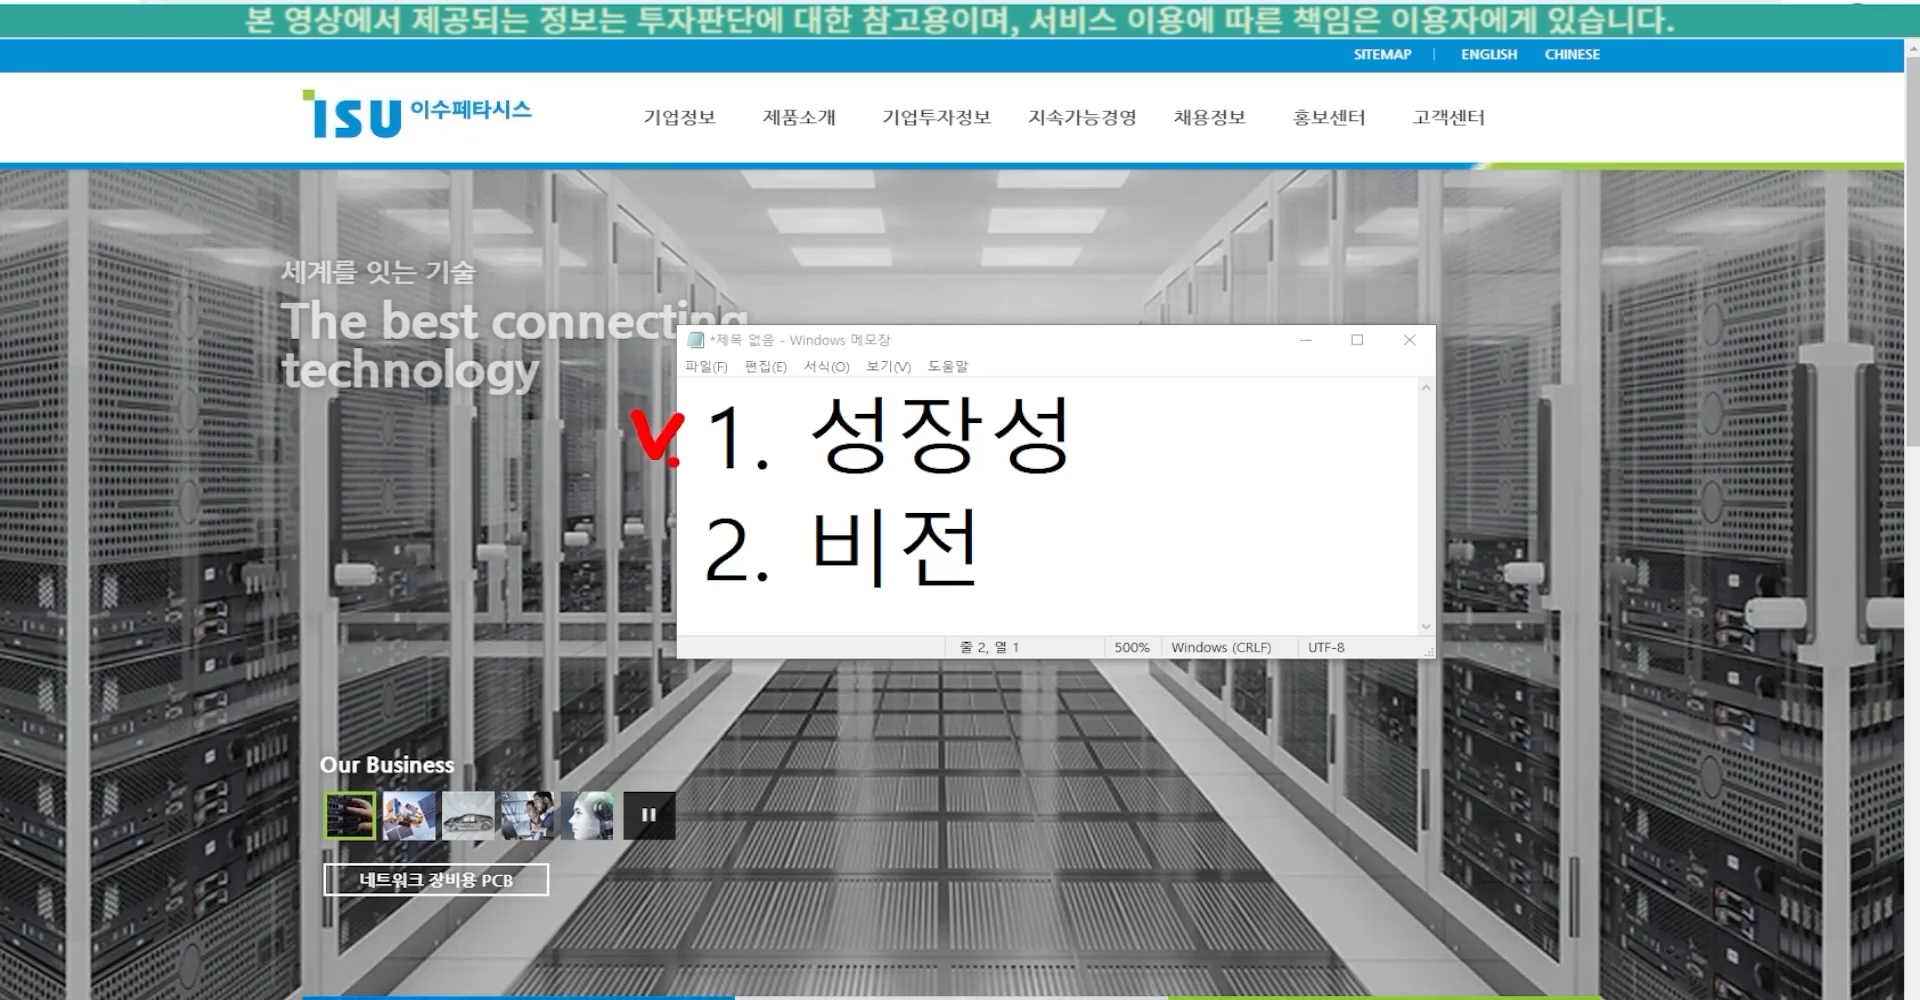 본 영상에서 제공되는 정보는 투자판단에 대한 참고용이며, 서비스 이용에 따른 책임은 이용자에게 있습니다.
SITEMAP | ENGLISH CHINESE
ISU 이수페타시스
기업정보 제품소개 기업투자정보 지속가능경영 채용정보 홍보센터 고객센터
세계를 잇는 기술
The best connecting
technology
*제목 없음 - Windows 메모장
파일(F) 편집(E) 서식(O) 보기(V) 도움말
V. 1. 성장성
2. 비전
줄 2, 열 1 500% Windows (CRLF) UTF-8
Our Business
네트워크 장비용 PCB